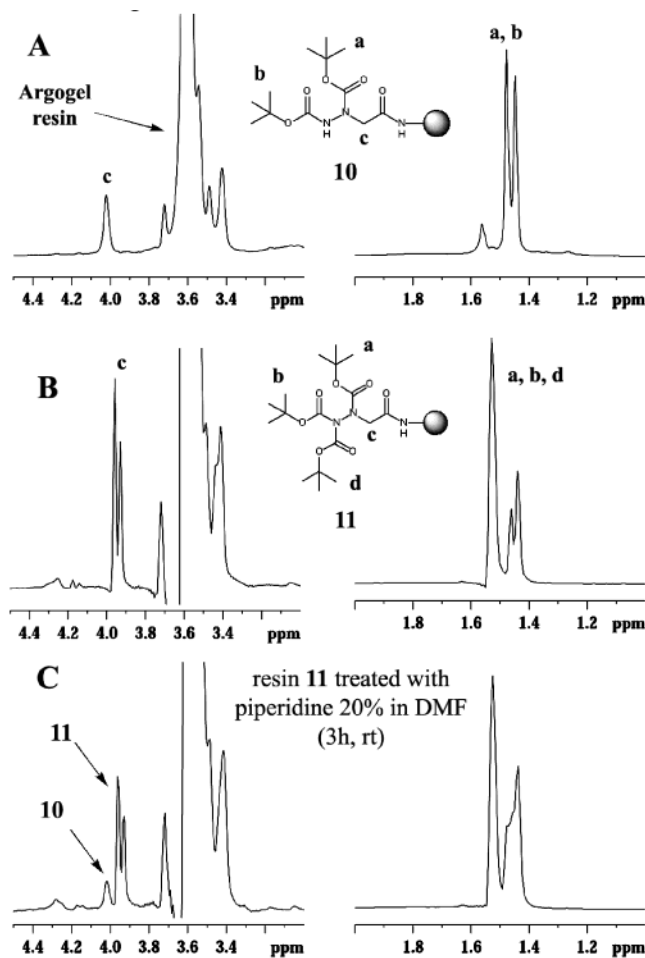 A
Argogel
resin
c
b
a
O
O
N
H
N
O
O
c
O
N
H
10
a, b
4.4 4.2 4.0 3.8 3.6 3.4 ppm
1.8 1.6 1.4 1.2 ppm
B
c
b
a
O
O
O
N
N
O
O
O
O
d
c
O
N
H
11
a, b, d
4.4 4.2 4.0 3.8 3.6 3.4 ppm
1.8 1.6 1.4 1.2 ppm
C
resin 11 treated with
piperidine 20% in DMF
(3h, rt)
11
10
4.4 4.2 4.0 3.8 3.6 3.4 ppm
1.8 1.6 1.4 1.2 ppm